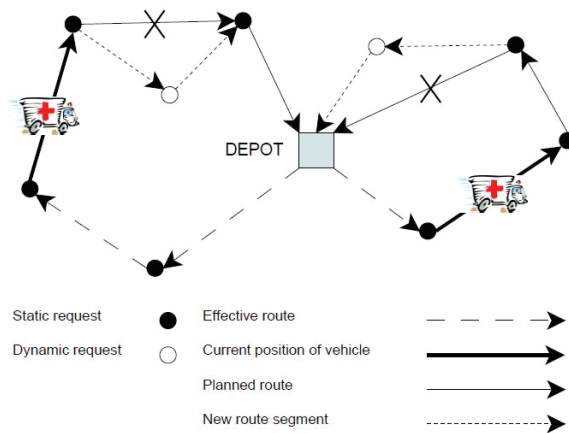 DEPOT
Static request
Effective route
Dynamic request
Current position of vehicle
Planned route
New route segment